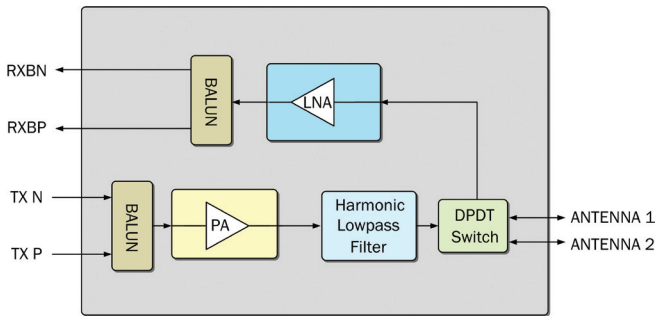 RXBN
BALUN
LNA
RXBP
TX N
BALUN
PA
Harmonic
Lowpass
Filter
DPDT
Switch
ANTENNA 1
ANTENNA 2
TX P